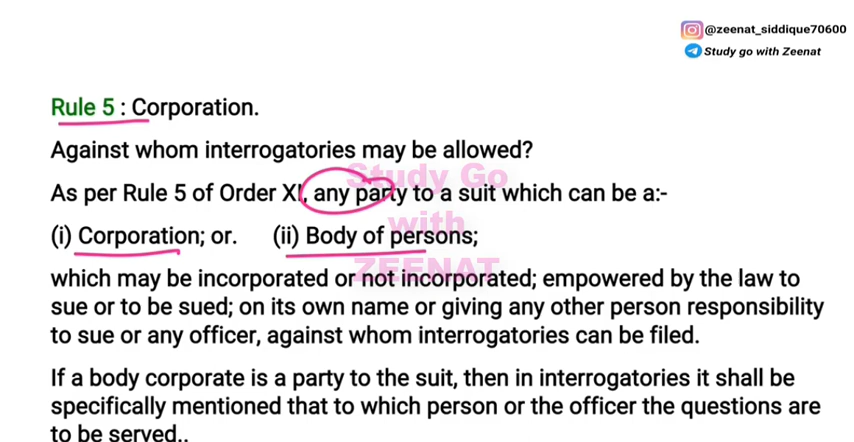 @zeenat_siddique70600
Study go with Zeenat
Rule 5 : Corporation.
Against whom interrogatories may be allowed?
As per Rule 5 of Order XI, any party to a suit which can be a:-
(i) Corporation; or. (ii) Body of persons;
which may be incorporated or not incorporated; empowered by the law to
sue or to be sued; on its own name or giving any other person responsibility
to sue or any officer, against whom interrogatories can be filed.
If a body corporate is a party to the suit, then in interrogatories it shall be
specifically mentioned that to which person or the officer the questions are
to be served..
Study Go
with
ZEENAT